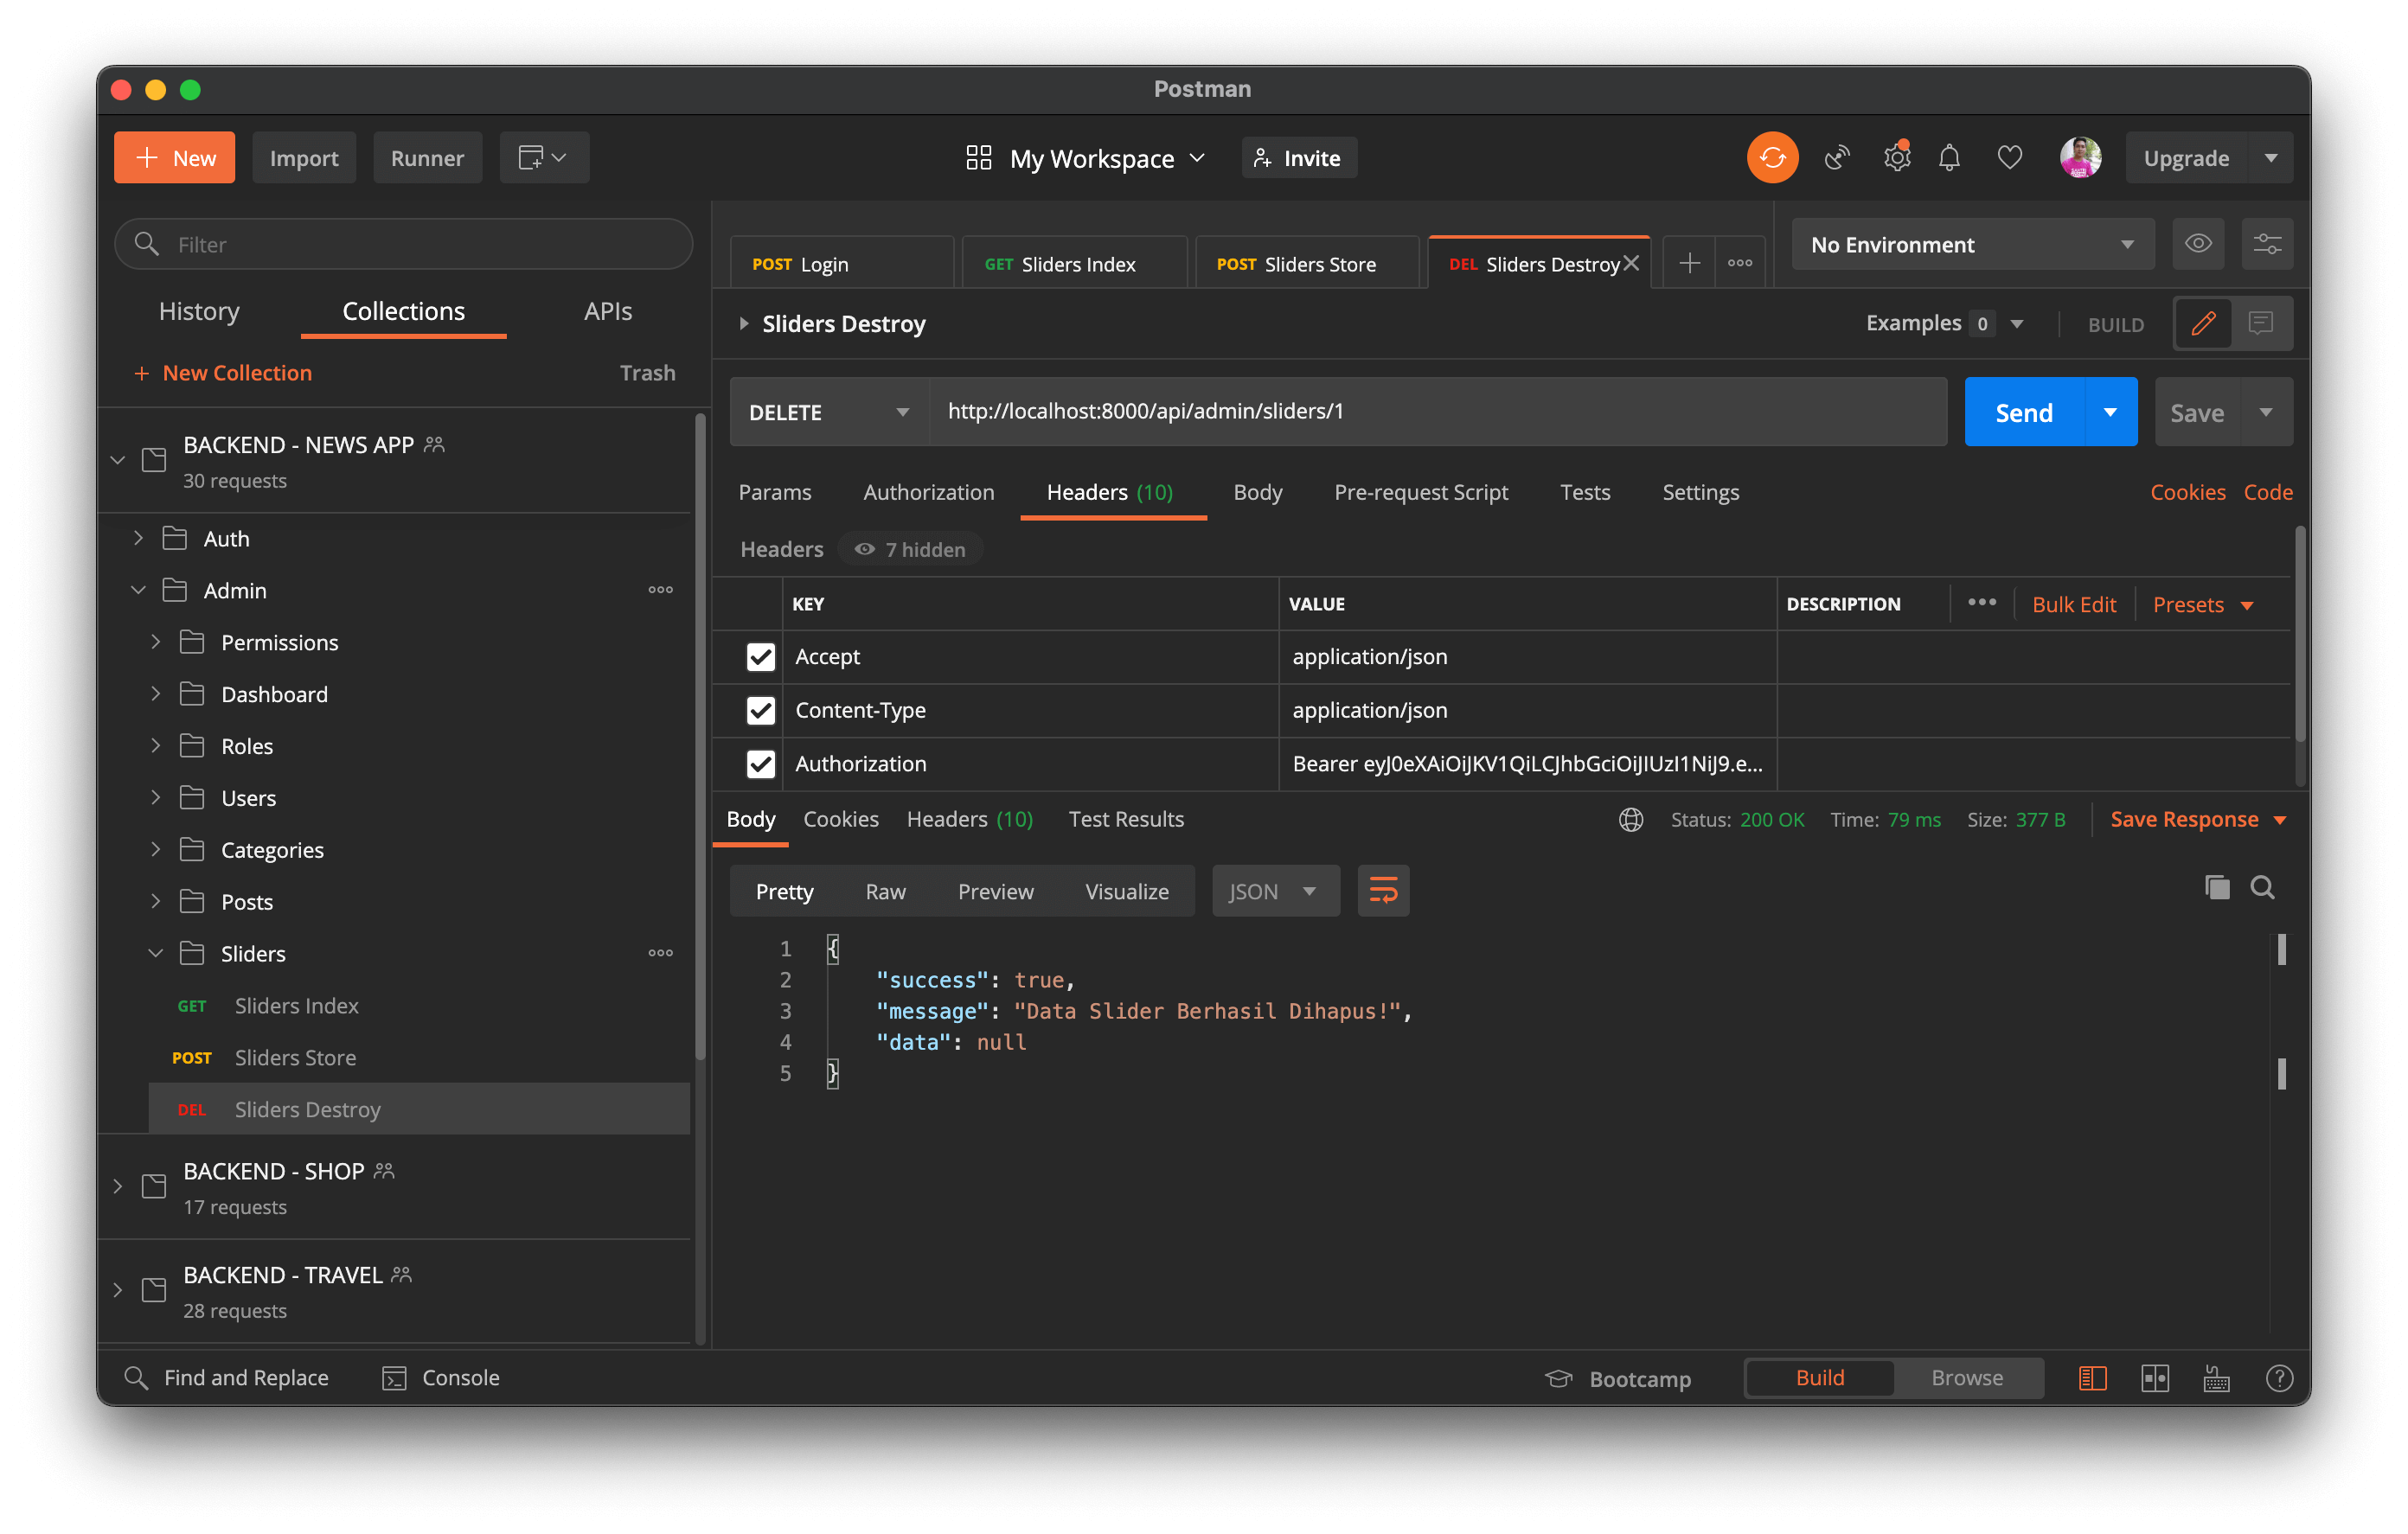 Postman
New
Import
Runner
My Workspace
Invite
Upgrade
Filter
History
Collections
APIs
New Collection
Trash
BACKEND - NEWS APP
30 requests
Auth
Admin
Permissions
Dashboard
Roles
Users
Categories
Posts
Sliders
GET Sliders Index
POST Sliders Store
DEL Sliders Destroy
BACKEND - SHOP
17 requests
BACKEND - TRAVEL
28 requests
POST Login
GET Sliders Index
POST Sliders Store
DEL Sliders Destroy
No Environment
Sliders Destroy
Examples 0
BUILD
DELETE
http://localhost:8000/api/admin/sliders/1
Send
Save
Params
Authorization
Headers (10)
Body
Pre-request Script
Tests
Settings
Cookies
Code
Headers
7 hidden
KEY
VALUE
DESCRIPTION
Bulk Edit
Presets
Accept
application/json
Content-Type
application/json
Authorization
Bearer eyJ0eXAiOiJKV1QiLCJhbGciOiJIUzI1NiJ9.e...
Body
Cookies
Headers (10)
Test Results
Status: 200 OK
Time: 79 ms
Size: 377 B
Save Response
Pretty
Raw
Preview
Visualize
JSON
1 {
2 "success": true,
3 "message": "Data Slider Berhasil Dihapus!",
4 "data": null
5 }
Find and Replace
Console
Bootcamp
Build
Browse